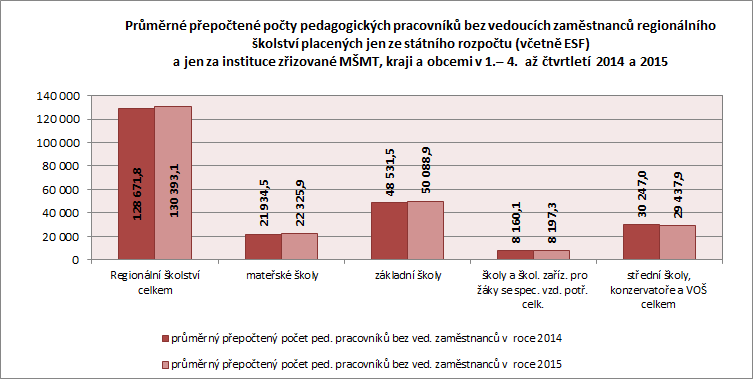 Průměrné přepočtené počty pedagogických pracovníků bez vedoucích zaměstnanců regionálního
školství placených jen ze státního rozpočtu (včetně ESF)
a jen za instituce zřizované MŠMT, kraji a obcemi v 1.– 4. až čtvrtletí 2014 a 2015
140 000
120 000
100 000
80 000
60 000
40 000
20 000
0
128 671,8
130 393,1
21 934,5
22 325,9
48 531,5
50 088,9
8 160,1
8 197,3
30 247,0
29 437,9
Regionální školství
celkem
mateřské školy
základní školy
školy a škol. zaříz. pro
žáky se spec. vzd. potř.
celk.
střední školy,
konzervatoře a VOŠ
celkem
průměrný přepočtený počet ped. pracovníků bez ved. zaměstnanců v roce 2014
průměrný přepočtený počet ped. pracovníků bez ved. zaměstnanců v roce 2015